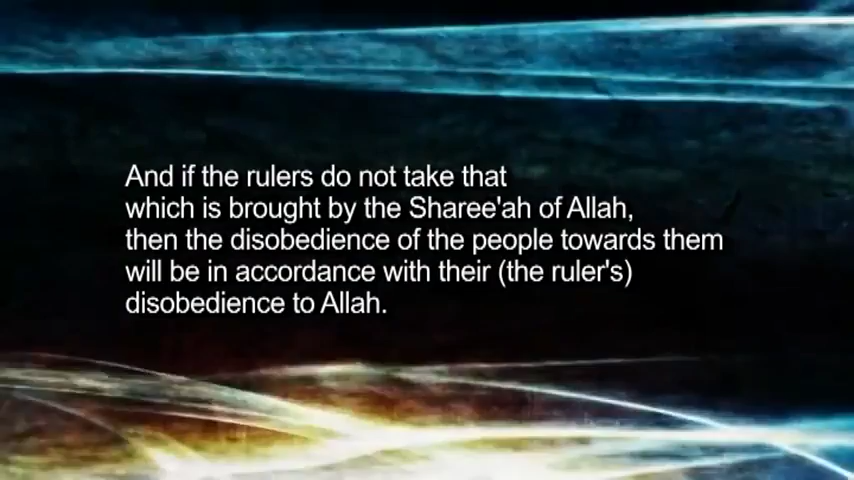 And if the rulers do not take that
which is brought by the Sharee'ah of Allah,
then the disobedience of the people towards them
will be in accordance with their (the ruler's)
disobedience to Allah.